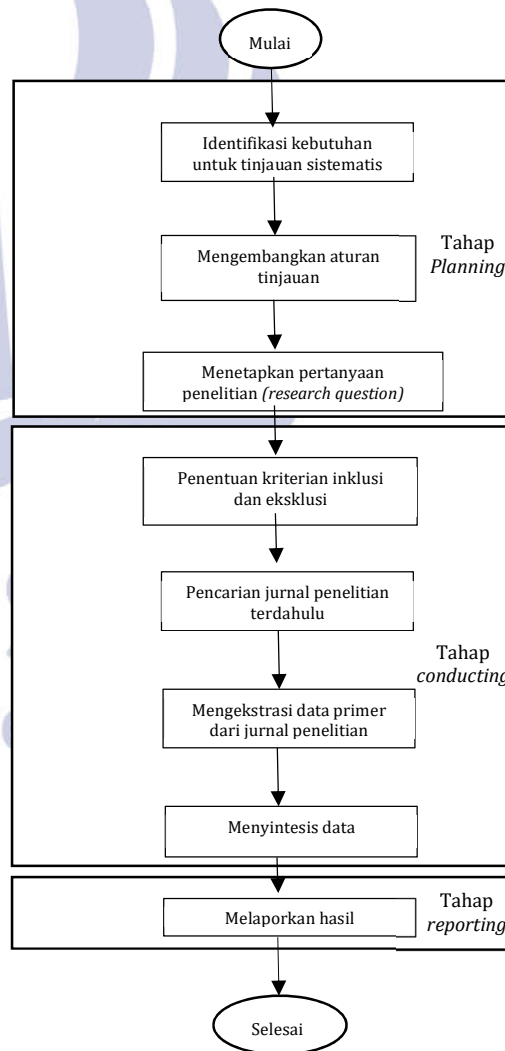 Mulai
Identifikasi kebutuhan
untuk tinjauan sistematis
Mengembangkan aturan
tinjauan
Tahap
Planning
Menetapkan pertanyaan
penelitian (research question)
Penentuan kriterian inklusi
dan eksklusi
Pencarian jurnal penelitian
terdahulu
Tahap
conducting
Mengekstrasi data primer
dari jurnal penelitian
Menyintesis data
Tahap
reporting
Melaporkan hasil
Selesai